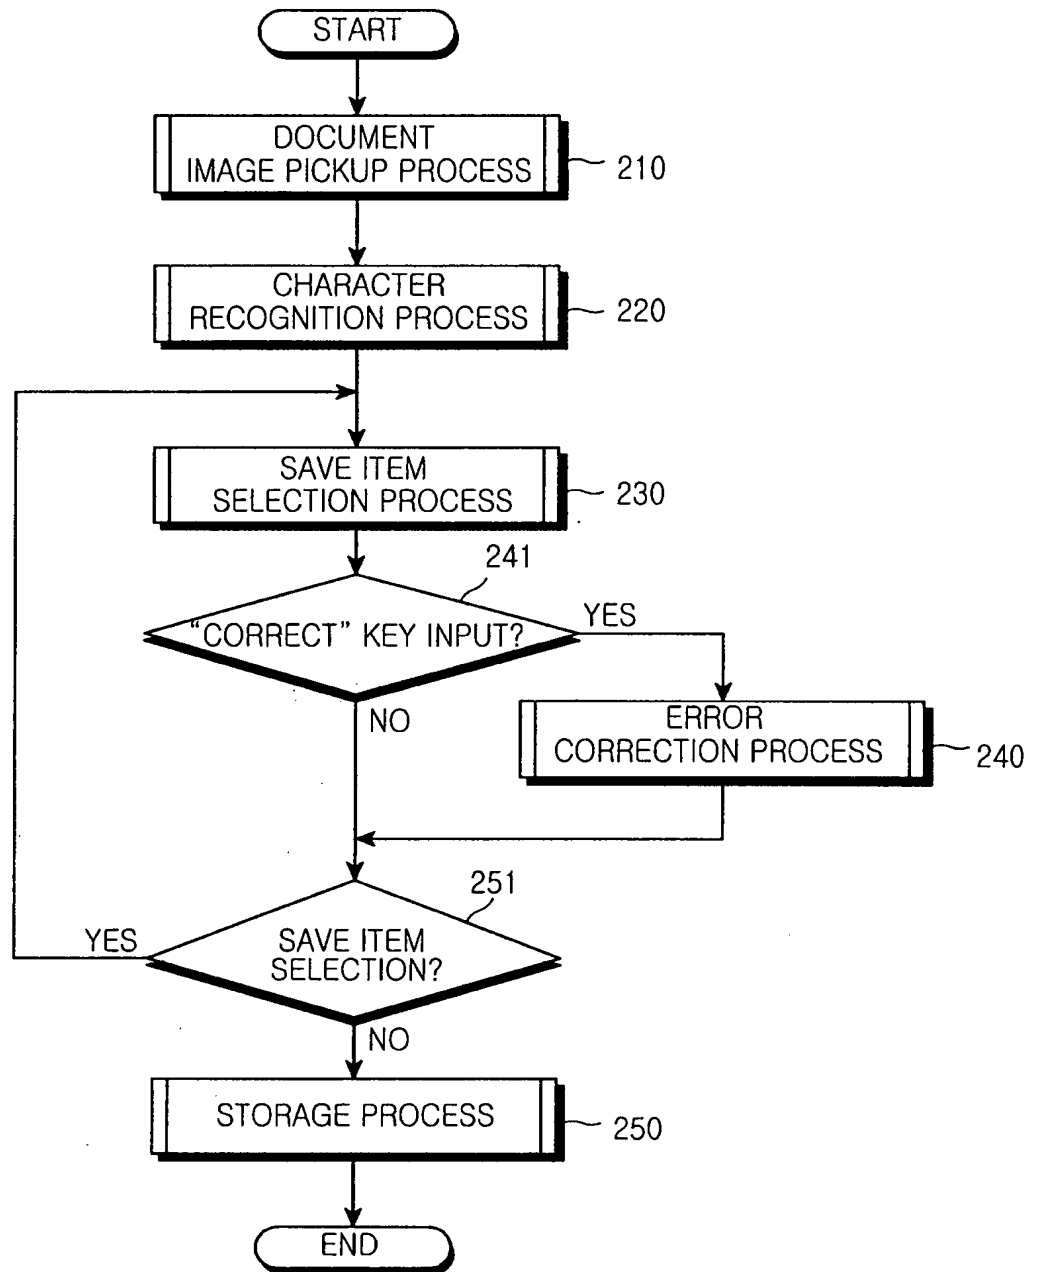 START
DOCUMENT
IMAGE PICKUP PROCESS
210
CHARACTER
RECOGNITION PROCESS
220
SAVE ITEM
SELECTION PROCESS
230
241
"CORRECT" KEY INPUT?
YES
NO
ERROR
CORRECTION PROCESS
240
251
YES
SAVE ITEM
SELECTION?
NO
STORAGE PROCESS
250
END